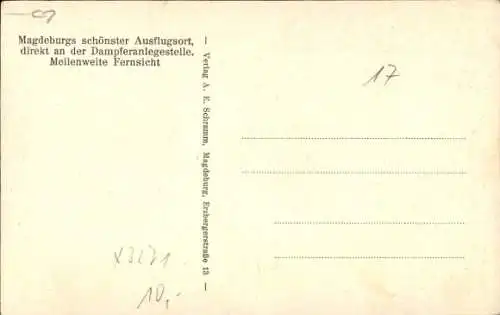 Magdeburgs schönster Ausflugsort,
direkt an der Dampferanlegestelle.
Meilenweite Fernsicht
— Verlag A. E. Schramm, Magdeburg, Erzbergerstraße 13 —
17
10,-